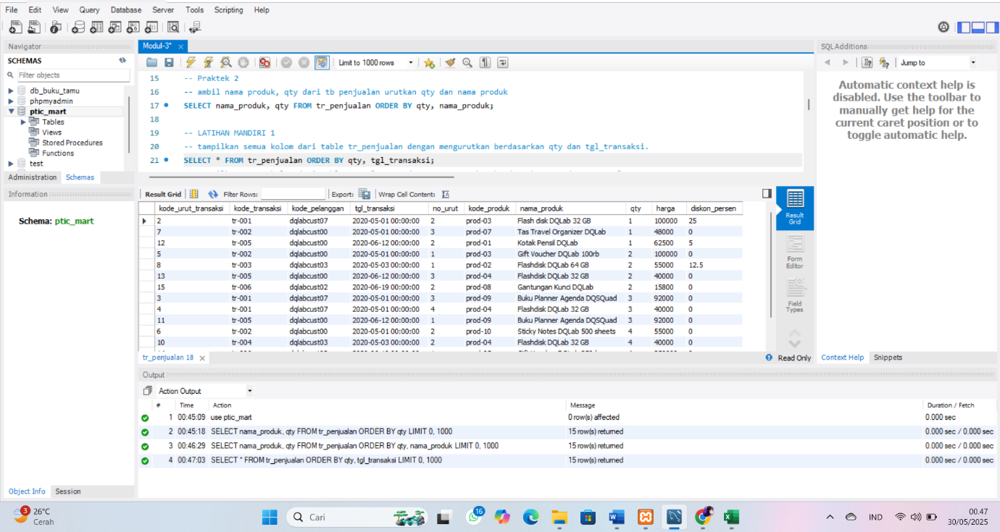 File Edit View Query Database Server Tools Scripting Help
Navigator
SCHEMAS
Filter objects
db_buku_tamu
phpmyadmin
ptic_mart
Tables
Views
Stored Procedures
Functions
test
Administration Schemas
Information
Schema: ptic_mart
Object Info Session
Modul-3*
Limit to 1000 rows
15 -- Praktek 2
16 -- ambil nama produk, qty dari tb penjualan urutkan qty dan nama produk
17 SELECT nama_produk, qty FROM tr_penjualan ORDER BY qty, nama_produk;
18
19 -- LATIHAN MANDIRI 1
20 -- tampilkan semua kolom dari table tr_penjualan dengan mengurutkan berdasarkan qty dan tgl_transaksi.
21 SELECT * FROM tr_penjualan ORDER BY qty, tgl_transaksi;
Result Grid Filter Rows: Export: Wrap Cell Content:
kode_urut_transaksi kode_transaksi kode_pelanggan tgl_transaksi no_urut kode_produk nama_produk qty harga diskon_persen
2 tr-001 dqlabcust07 2020-05-01 00:00:00 2 prod-03 Flash disk DQLab 32 GB 1 100000 25
7 tr-002 dqlabcust00 2020-05-01 00:00:00 3 prod-07 Tas Travel Organizer DQLab 1 48000 0
12 tr-005 dqlabcust00 2020-06-12 00:00:00 2 prod-01 Kotak Pensil DQLab 1 62500 5
5 tr-002 dqlabcust00 2020-05-01 00:00:00 1 prod-03 Gift Voucher DQLab 100rb 2 100000 0
8 tr-003 dqlabcust03 2020-05-03 00:00:00 1 prod-02 Flashdisk DQLab 64 GB 2 55000 12.5
13 tr-005 dqlabcust00 2020-06-12 00:00:00 3 prod-04 Flashdisk DQLab 32 GB 2 40000 0
15 tr-006 dqlabcust02 2020-06-19 00:00:00 2 prod-08 Gantungan Kunci DQLab 2 15800 0
3 tr-001 dqlabcust07 2020-05-01 00:00:00 3 prod-09 Buku Planner Agenda DQSQuad 3 92000 0
4 tr-001 dqlabcust07 2020-05-01 00:00:00 4 prod-04 Flashdisk DQLab 32 GB 3 40000 0
11 tr-005 dqlabcust00 2020-06-12 00:00:00 1 prod-09 Buku Planner Agenda DQSQuad 3 92000 0
6 tr-002 dqlabcust00 2020-05-01 00:00:00 2 prod-10 Sticky Notes DQLab 500 sheets 4 55000 0
10 tr-004 dqlabcust03 2020-05-03 00:00:00 2 prod-04 Flashdisk DQLab 32 GB 4 40000 0
Result Grid
Form Editor
Field Types
tr_penjualan 18
Read Only
SQLAdditions
Jump to
Automatic context help is
disabled. Use the toolbar to
manually get help for the
current caret position or to
toggle automatic help.
Context Help Snippets
Output
Action Output
# Time Action Message Duration / Fetch
1 00:45:09 use ptic_mart 0 row(s) affected 0.000 sec
2 00:45:18 SELECT nama_produk, qty FROM tr_penjualan ORDER BY qty LIMIT 0, 1000 15 row(s) returned 0.000 sec / 0.000 sec
3 00:46:29 SELECT nama_produk, qty FROM tr_penjualan ORDER BY qty, nama_produk LIMIT 0, 1000 15 row(s) returned 0.000 sec / 0.000 sec
4 00:47:03 SELECT * FROM tr_penjualan ORDER BY qty, tgl_transaksi LIMIT 0, 1000 15 row(s) returned 0.000 sec / 0.000 sec
3
26°C
Cerah
Cari
16
IND
00.47
30/05/2025